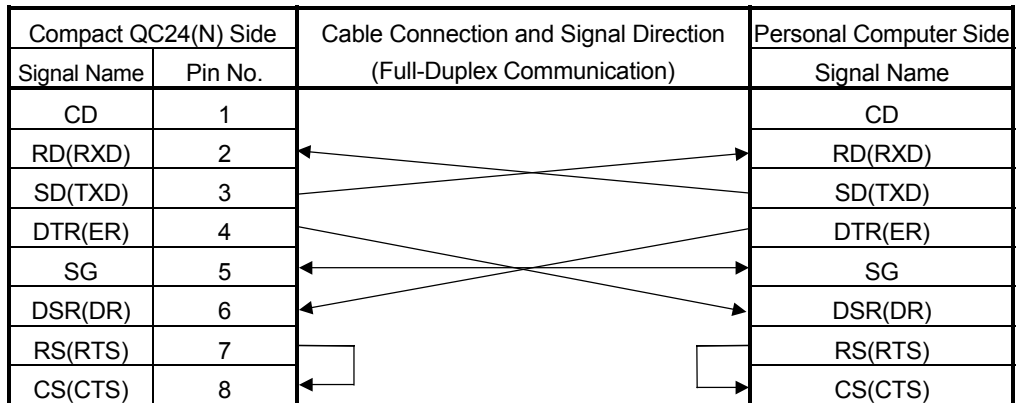 Compact QC24(N) Side Cable Connection and Signal Direction (Full-Duplex Communication) Personal Computer Side
Signal Name Pin No. Signal Name
CD 1 CD
RD(RXD) 2 RD(RXD)
SD(TXD) 3 SD(TXD)
DTR(ER) 4 DTR(ER)
SG 5 SG
DSR(DR) 6 DSR(DR)
RS(RTS) 7 RS(RTS)
CS(CTS) 8 CS(CTS)